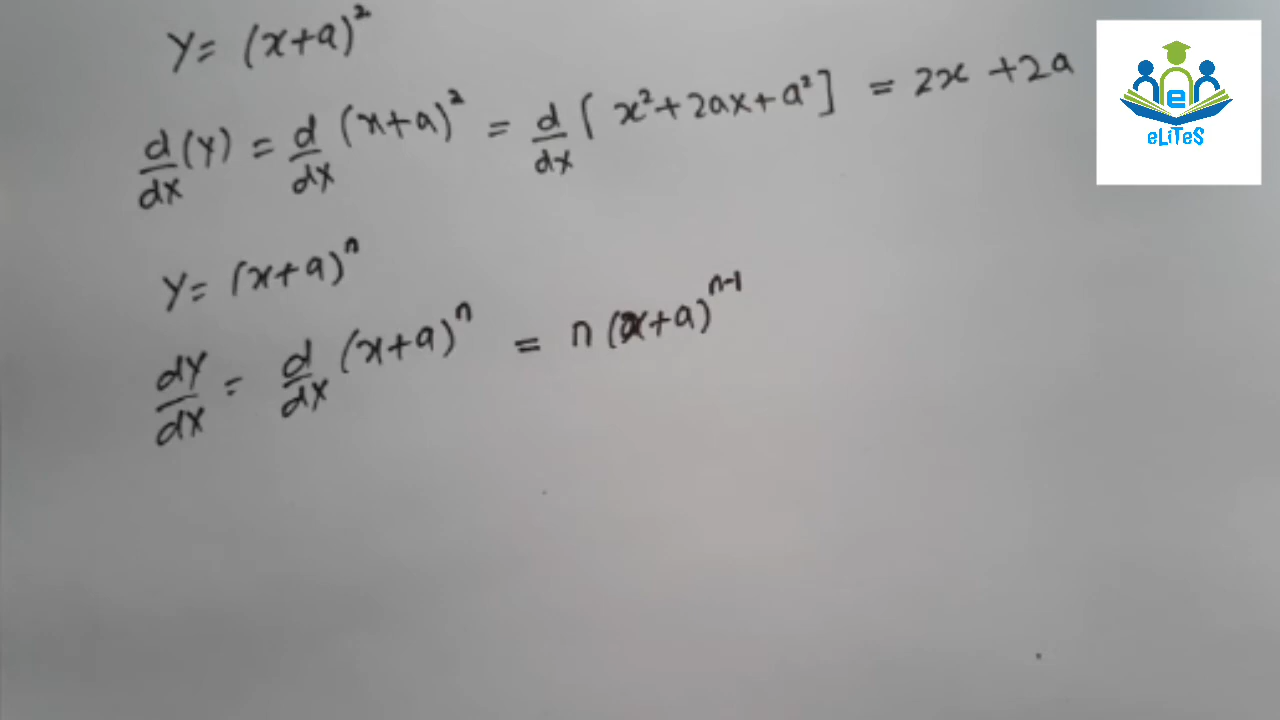 Y = (x+a)²
d/dx (Y) = d/dx (x+a)² = d/dx [x²+2ax+a²] = 2x +2a
Y = (x+a)ⁿ
dY/dx = d/dx (x+a)ⁿ = n(x+a)ⁿ⁻¹
e
eLiTeS